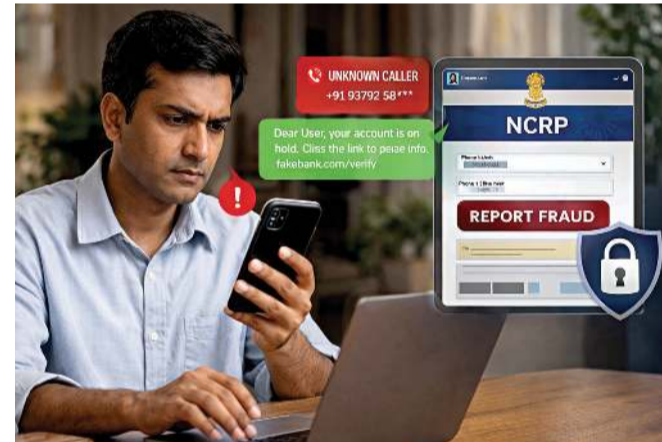 UNKNOWN CALLER
+91 93792 58***
Dear User, your account is on
hold. Cliss the link to peiae info.
fakebank.com/verify
!
NCRP
REPORT FRAUD